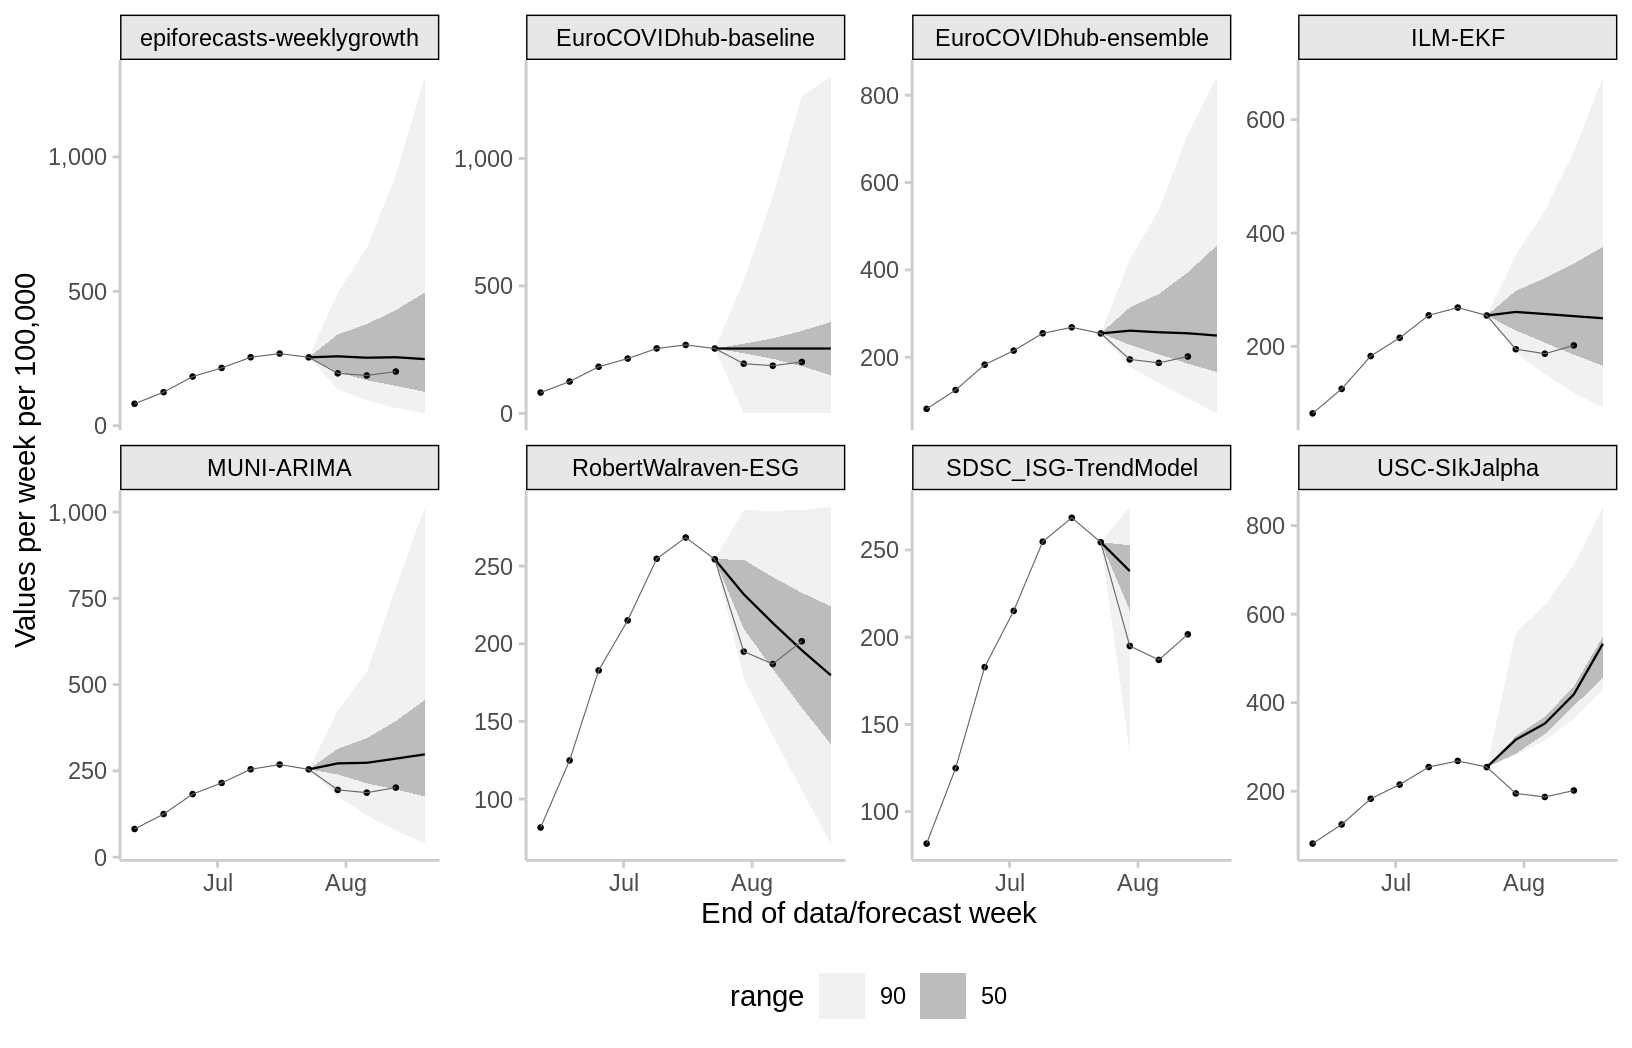 epiforecasts-weeklygrowth
EuroCOVIDhub-baseline
EuroCOVIDhub-ensemble
ILM-EKF
1,000
500
0
1,000
500
0
800
600
400
200
600
400
200
MUNI-ARIMA
RobertWalraven-ESG
SDSC_ISG-TrendModel
USC-SIkJalpha
1,000
750
500
250
0
250
200
150
100
250
200
150
100
800
600
400
200
Jul
Aug
Jul
Aug
Jul
Aug
Jul
Aug
Values per week per 100,000
End of data/forecast week
range 90 50